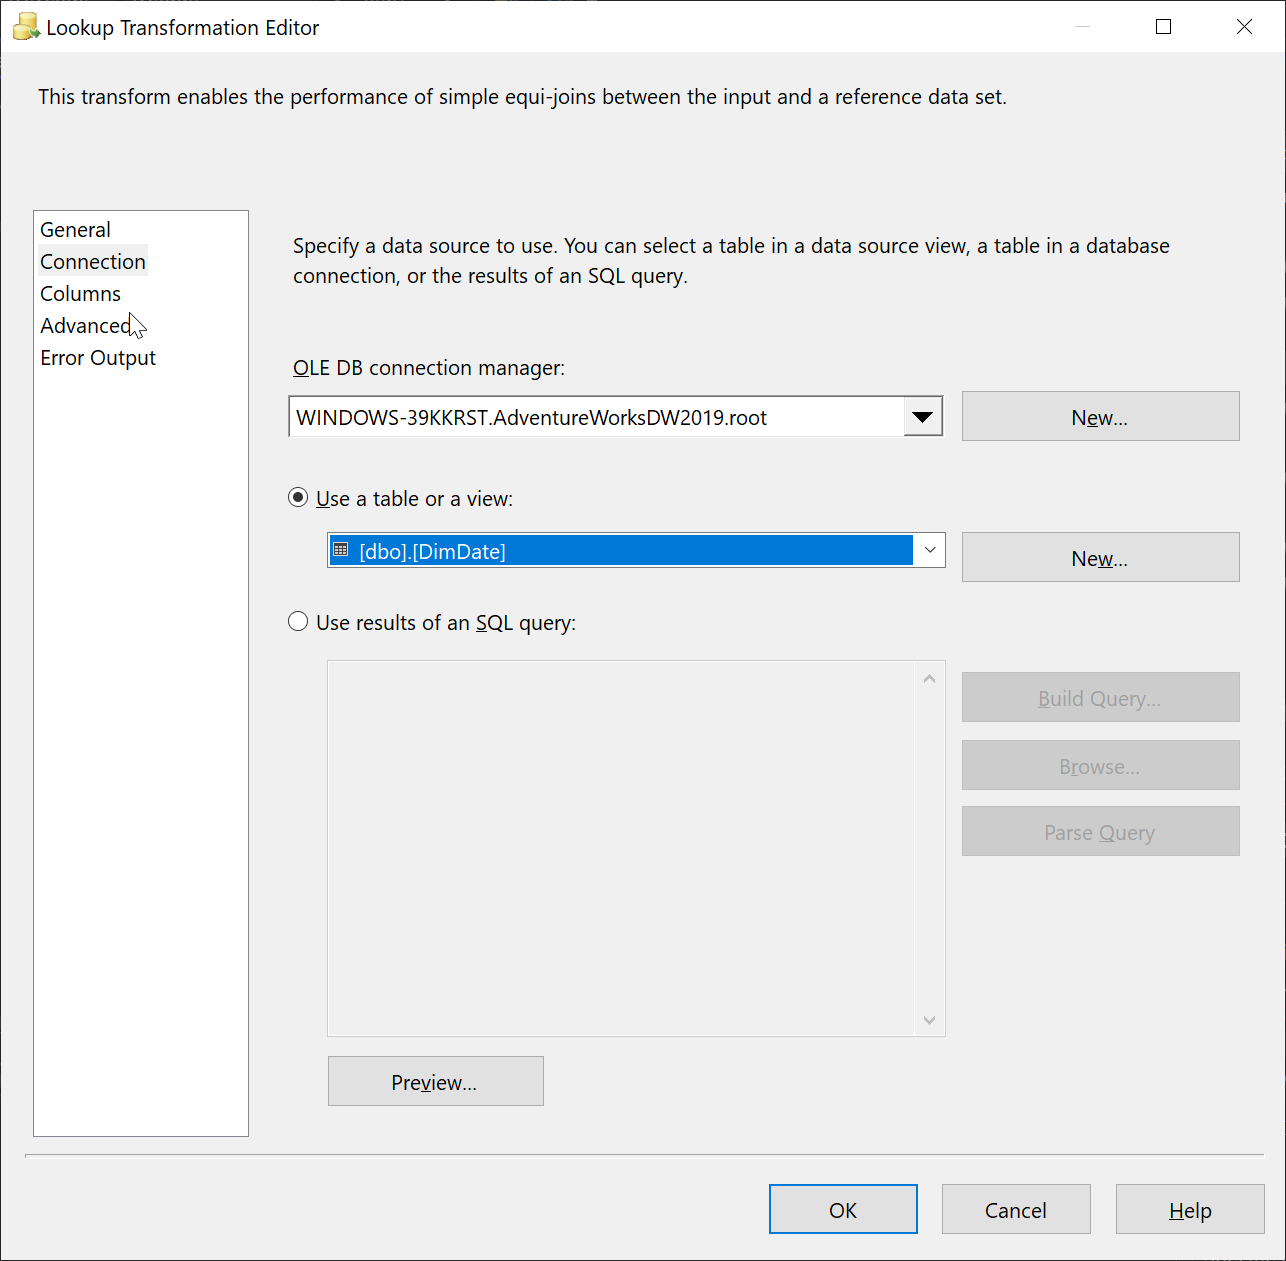 Lookup Transformation Editor
This transform enables the performance of simple equi-joins between the input and a reference data set.
General
Connection
Columns
Advanced
Error Output
Specify a data source to use. You can select a table in a data source view, a table in a database
connection, or the results of an SQL query.
OLE DB connection manager:
WINDOWS-39KKRST.AdventureWorksDW2019.root
New...
Use a table or a view:
[dbo].[DimDate]
New...
Use results of an SQL query:
Build Query...
Browse...
Parse Query
Preview...
OK
Cancel
Help